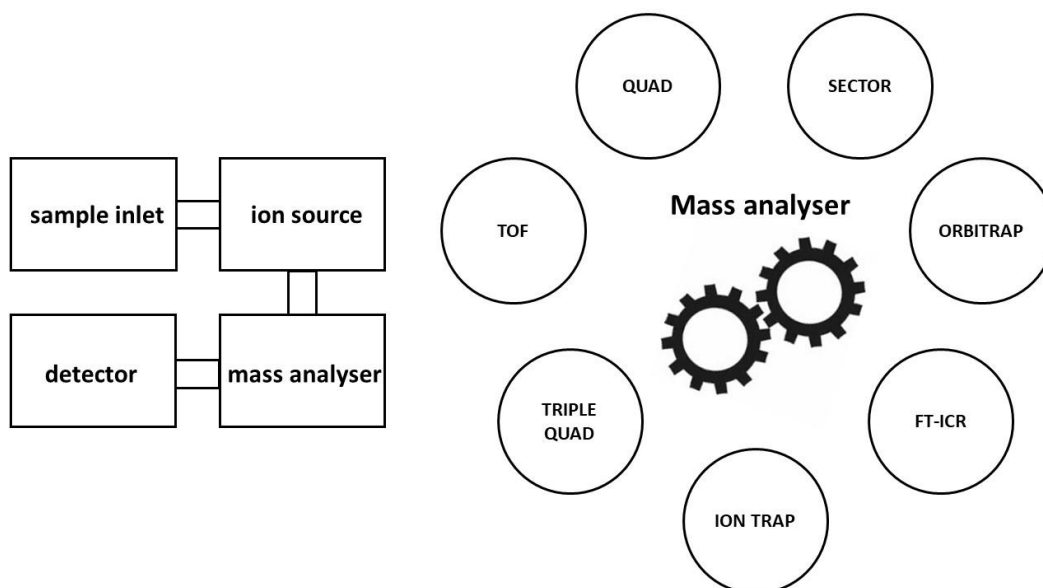 sample inlet
ion source
detector
mass analyser
QUAD
SECTOR
TOF
Mass analyser
ORBITRAP
TRIPLE
QUAD
FT-ICR
ION TRAP